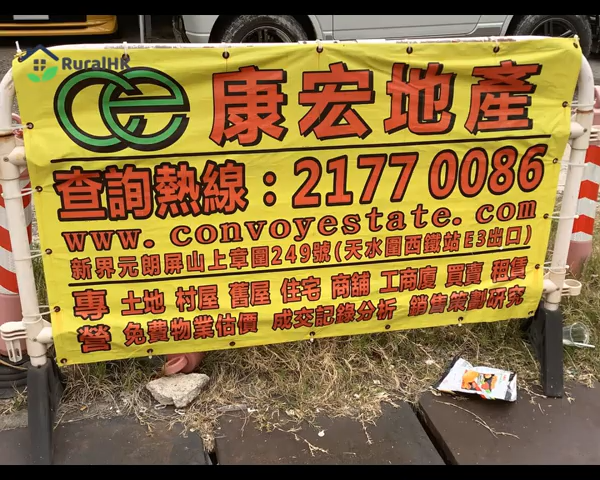 RuralHK
ce 康宏地產
查詢熱線：2177 0086
www.convoyestate.com
新界元朗屏山上章圍249號(天水圍西鐵站E3出口)
專營 土地 村屋 舊屋 住宅 商舖 工商廈 買賣 租賃
免費物業估價 成交記錄分析 銷售策劃研究